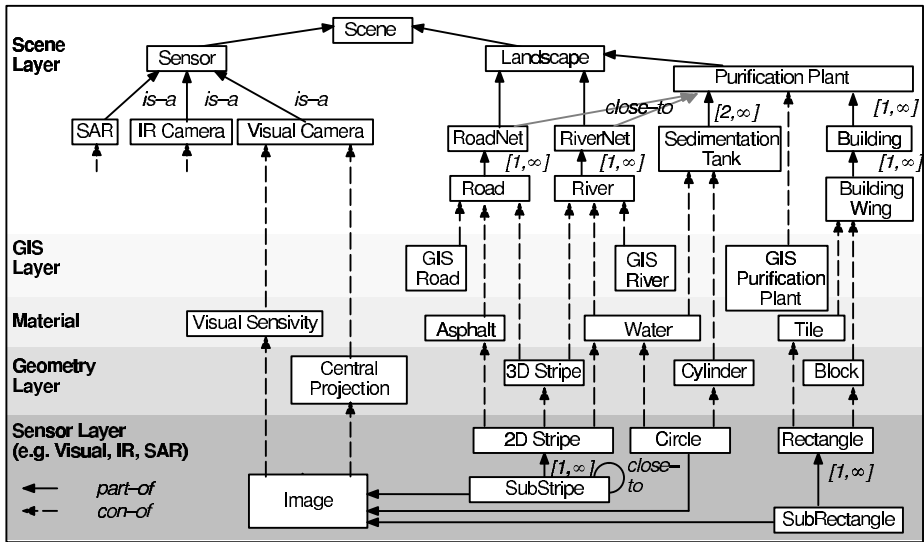 Scene
Layer
Scene
Sensor
Landscape
Purification Plant
is–a
is–a
is–a
close–to
[2,∞]
[1,∞]
SAR
IR Camera
Visual Camera
RoadNet
RiverNet
Sedimentation
Tank
Building
[1,∞]
[1,∞]
[1,∞]
Road
River
Building
Wing
GIS
Layer
GIS
Road
GIS
River
GIS
Purification
Plant
Material
Visual Sensivity
Asphalt
Water
Tile
Geometry
Layer
Central
Projection
3D Stripe
Cylinder
Block
Sensor Layer
(e.g. Visual, IR, SAR)
2D Stripe
Circle
Rectangle
[1,∞]
close–
to
[1,∞]
part–of
con–of
Image
SubStripe
SubRectangle